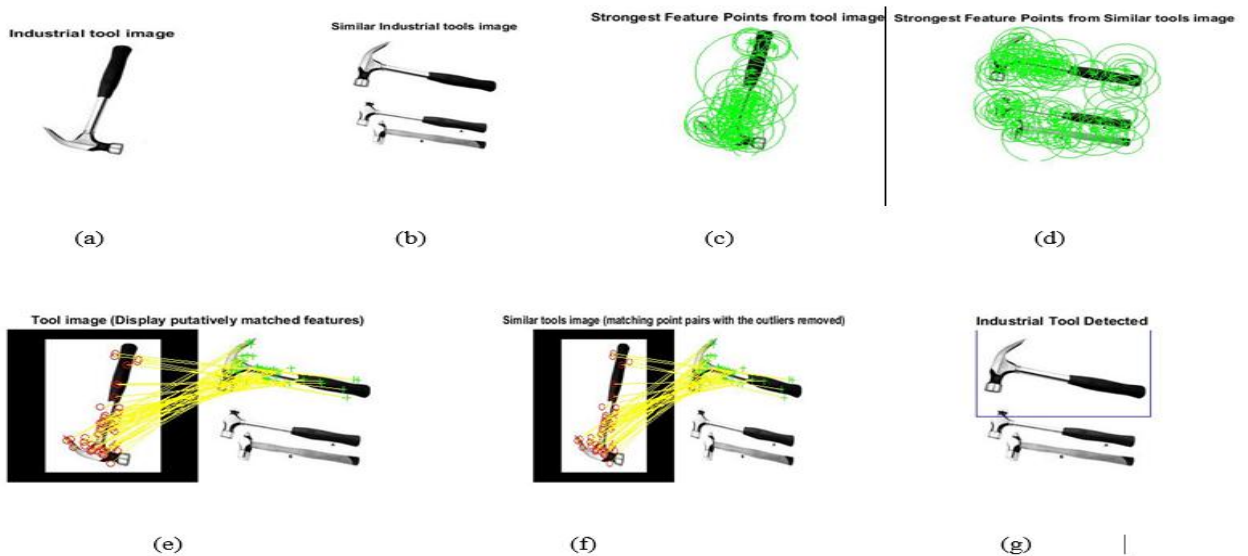 Industrial tool image
Similar Industrial tools image
Strongest Feature Points from tool image
Strongest Feature Points from Similar tools image
(a)
(b)
(c)
(d)
Tool image (Display putatively matched features)
Similar tools image (matching point pairs with the outliers removed)
Industrial Tool Detected
(e)
(f)
(g)